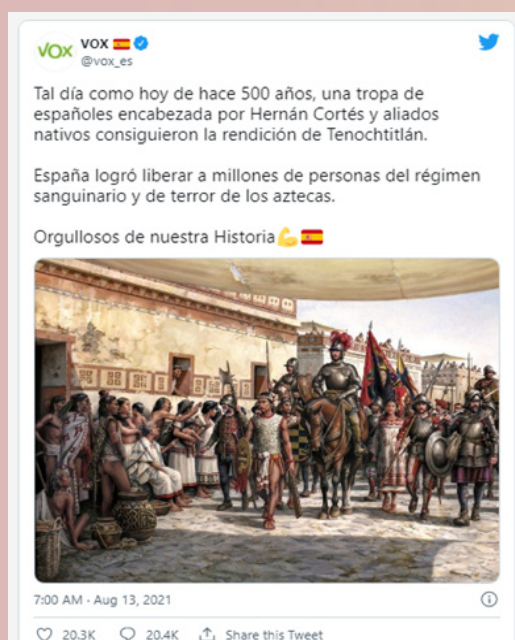 VOX
VOX
@vox_es
Tal día como hoy de hace 500 años, una tropa de
españoles encabezada por Hernán Cortés y aliados
nativos consiguieron la rendición de Tenochtitlán.
España logró liberar a millones de personas del régimen
sanguinario y de terror de los aztecas.
Orgullosos de nuestra Historia💪🇪🇸
7:00 AM · Aug 13, 2021
20.3K 20.4K Share this Tweet